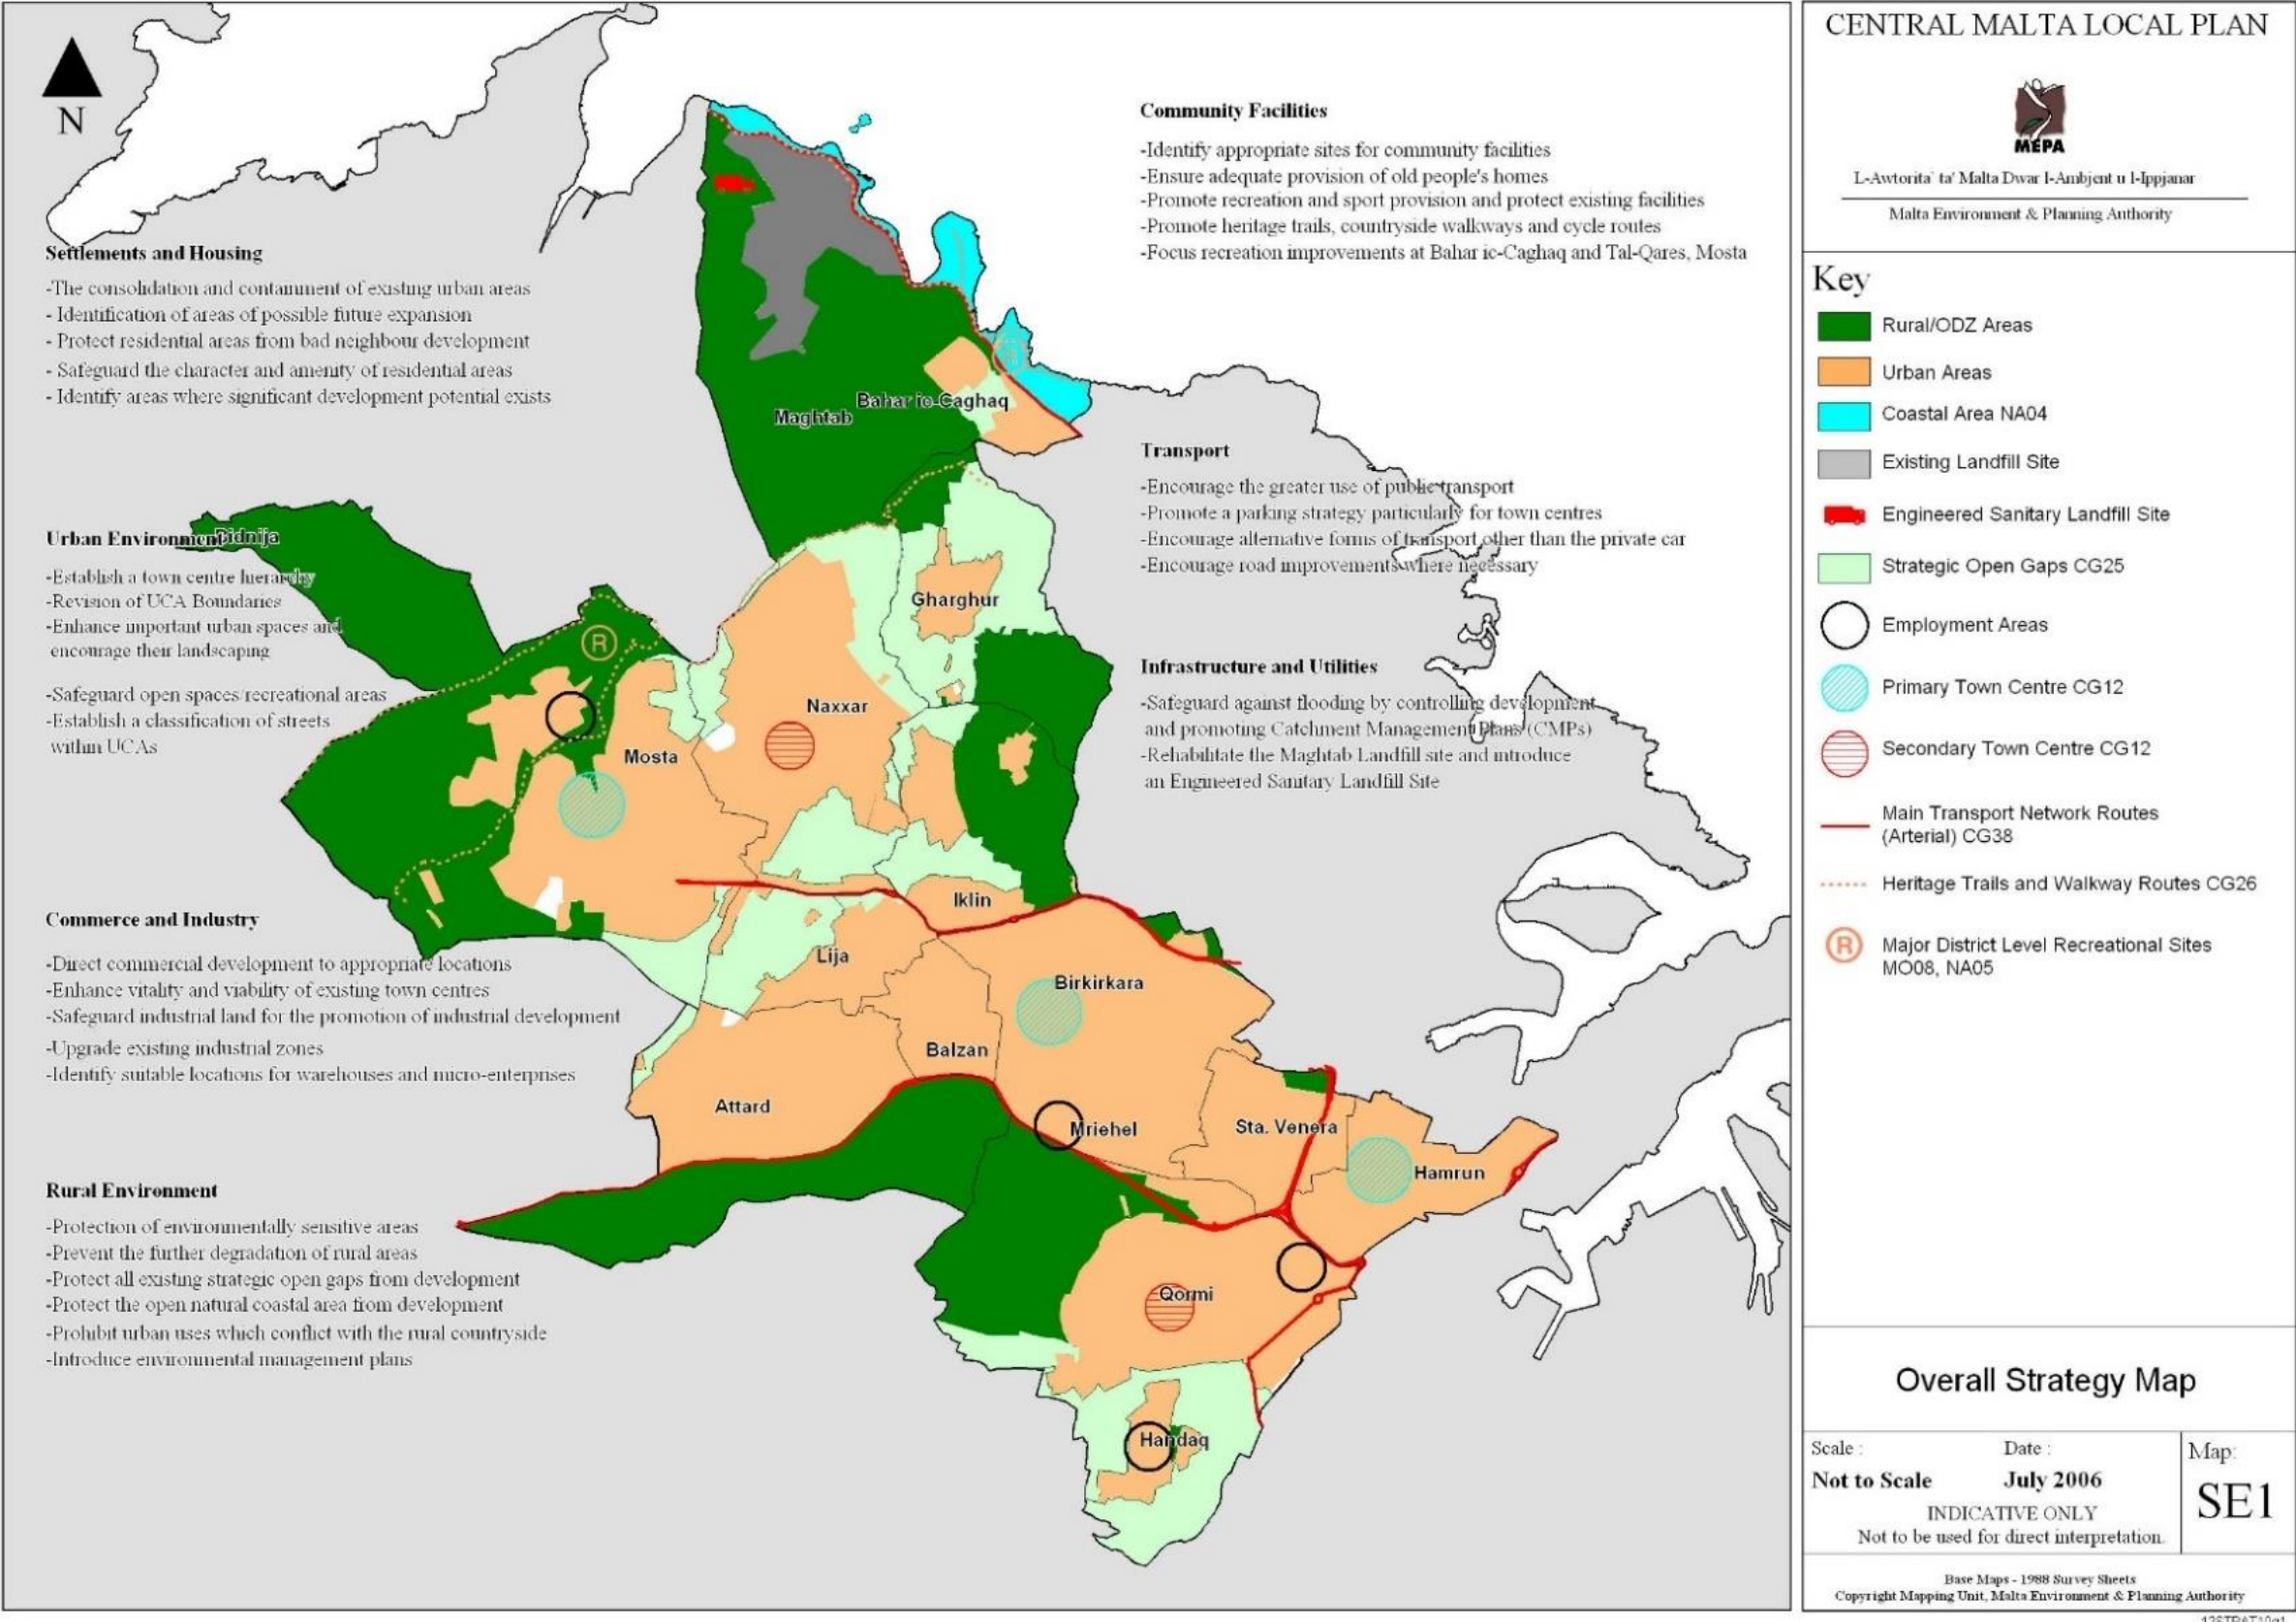 N
Settlements and Housing
-The consolidation and containment of existing urban areas
- Identification of areas of possible future expansion
- Protect residential areas from bad neighbour development
- Safeguard the character and amenity of residential areas
- Identify areas where significant development potential exists
Urban Environment
-Establish a town centre hierarchy
-Revision of UCA Boundaries
-Enhance important urban spaces and
encourage their landscaping
-Safeguard open spaces/recreational areas
-Establish a classification of streets
within UCAs
Commerce and Industry
-Direct commercial development to appropriate locations
-Enhance vitality and viability of existing town centres
-Safeguard industrial land for the promotion of industrial development
-Upgrade existing industrial zones
-Identify suitable locations for warehouses and micro-enterprises
Rural Environment
-Protection of environmentally sensitive areas
-Prevent the further degradation of rural areas
-Protect all existing strategic open gaps from development
-Protect the open natural coastal area from development
-Prohibit urban uses which conflict with the rural countryside
-Introduce environmental management plans
Community Facilities
-Identify appropriate sites for community facilities
-Ensure adequate provision of old people's homes
-Promote recreation and sport provision and protect existing facilities
-Promote heritage trails, countryside walkways and cycle routes
-Focus recreation improvements at Bahar ic-Caghaq and Tal-Qares, Mosta
Transport
-Encourage the greater use of public transport
-Promote a parking strategy particularly for town centres
-Encourage alternative forms of transport other than the private car
-Encourage road improvements where necessary
Infrastructure and Utilities
-Safeguard against flooding by controlling development
and promoting Catchment Management Plans (CMPs)
-Rehabilitate the Maghtab Landfill site and introduce
an Engineered Sanitary Landfill Site
Bahar ic-Caghaq
Maghtab
Bidnija
Gharghur
R
R
Naxxar
Mosta
Iklin
Lija
Birkirkara
Balzan
Attard
Mriehel
Sta. Venera
Hamrun
Qormi
Handaq
CENTRAL MALTA LOCAL PLAN
MEPA
L-Awtorita` ta' Malta Dwar l-Ambjent u l-Ippjanar
Malta Environment & Planning Authority
Key
Rural/ODZ Areas
Urban Areas
Coastal Area NA04
Existing Landfill Site
Engineered Sanitary Landfill Site
Strategic Open Gaps CG25
Employment Areas
Primary Town Centre CG12
Secondary Town Centre CG12
Main Transport Network Routes
(Arterial) CG38
Heritage Trails and Walkway Routes CG26
R
Major District Level Recreational Sites
MO08, NA05
Overall Strategy Map
Scale :
Not to Scale
Date :
July 2006
INDICATIVE ONLY
Not to be used for direct interpretation.
Map:
SE1
Base Maps - 1988 Survey Sheets
Copyright Mapping Unit, Malta Environment & Planning Authority